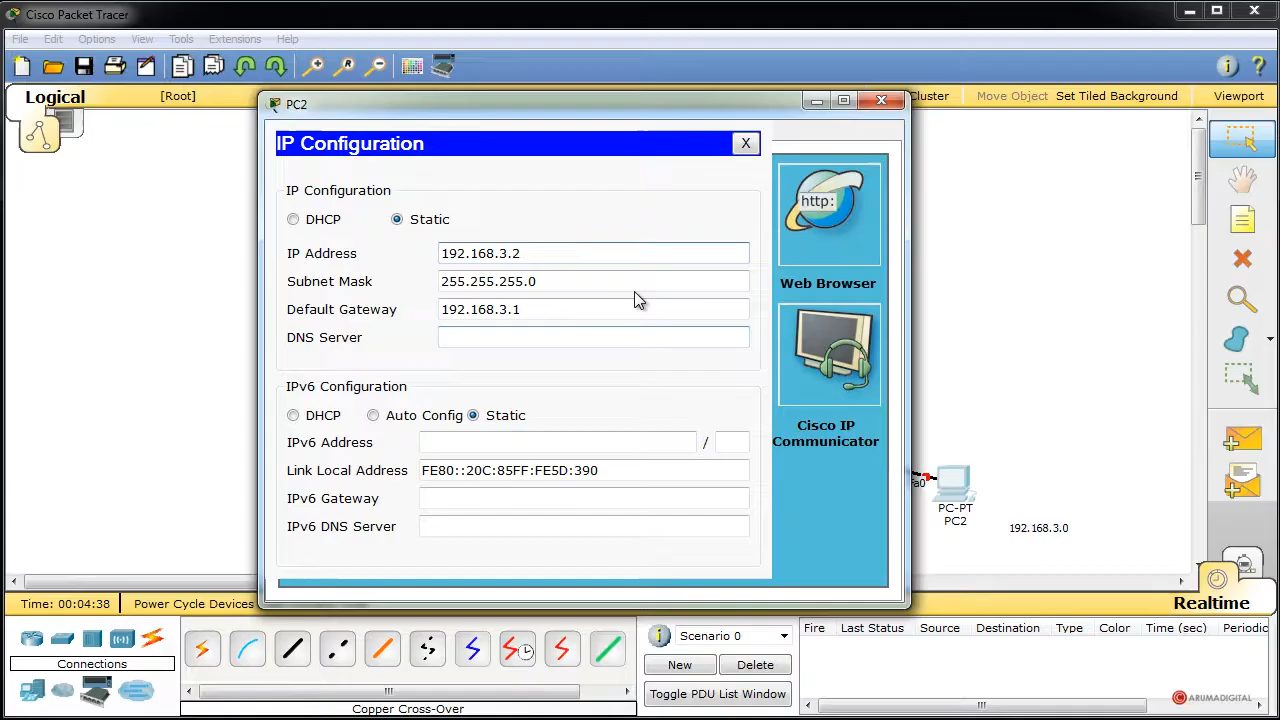 Cisco Packet Tracer
File Edit Options View Tools Extensions Help
Logical
[Root]
Cluster
Move Object
Set Tiled Background
Viewport
PC2
IP Configuration
X
IP Configuration
DHCP
Static
IP Address
192.168.3.2
Subnet Mask
255.255.255.0
Default Gateway
192.168.3.1
DNS Server
IPv6 Configuration
DHCP
Auto Config
Static
IPv6 Address
/
Link Local Address
FE80::20C:85FF:FE5D:390
IPv6 Gateway
IPv6 DNS Server
http:
Web Browser
Cisco IP
Communicator
Fa0
PC-PT
PC2
192.168.3.0
Time: 00:04:38
Power Cycle Devices
Realtime
Connections
Copper Cross-Over
Scenario 0
New
Delete
Toggle PDU List Window
Fire Last Status Source Destination Type Color Time (sec) Periodic
ARUMADIGITAL